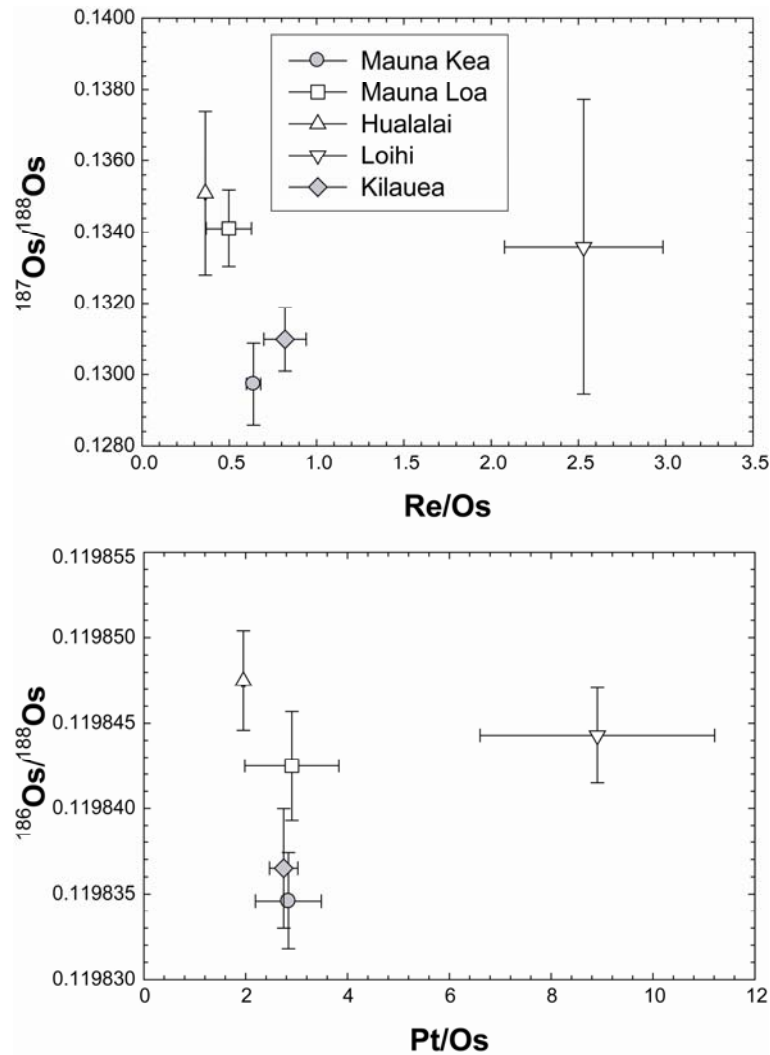 0.1400
0.1380
0.1360
0.1340
0.1320
0.1300
0.1280
187Os/188Os
Mauna Kea
Mauna Loa
Hualalai
Loihi
Kilauea
0.0 0.5 1.0 1.5 2.0 2.5 3.0 3.5
Re/Os
0.119855
0.119850
0.119845
0.119840
0.119835
0.119830
186Os/188Os
0 2 4 6 8 10 12
Pt/Os